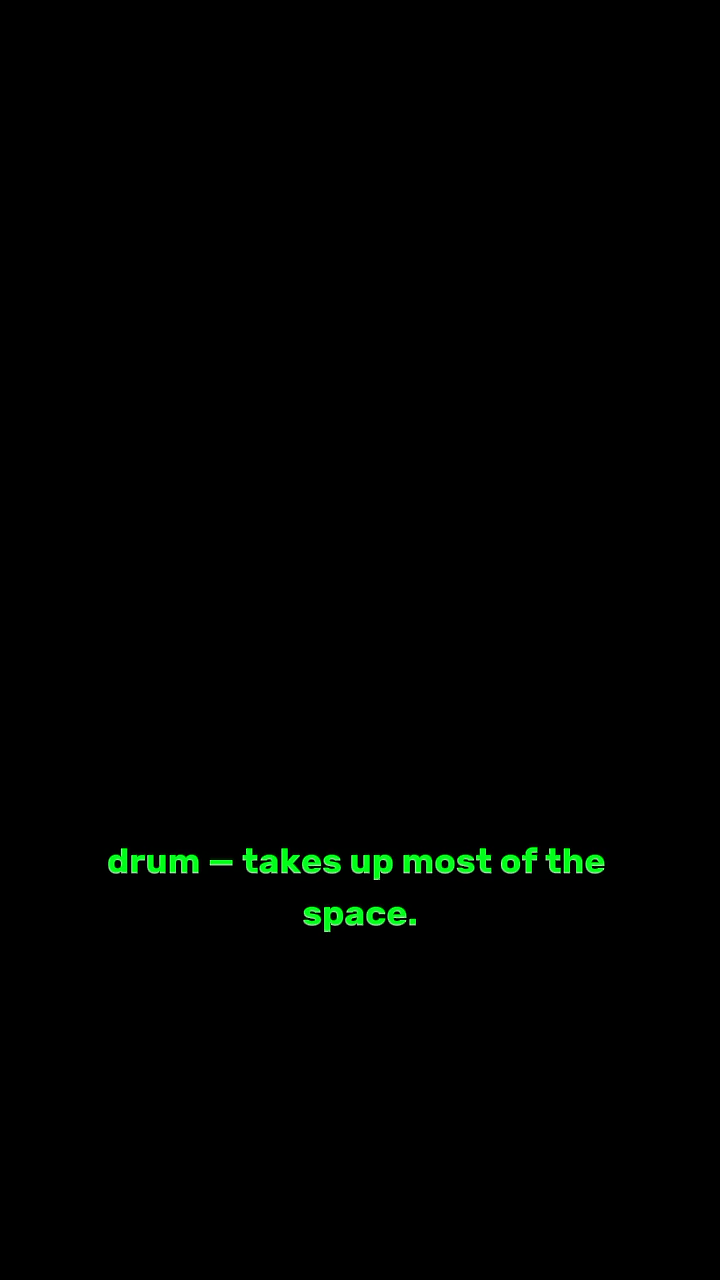 drum — takes up most of the
space.